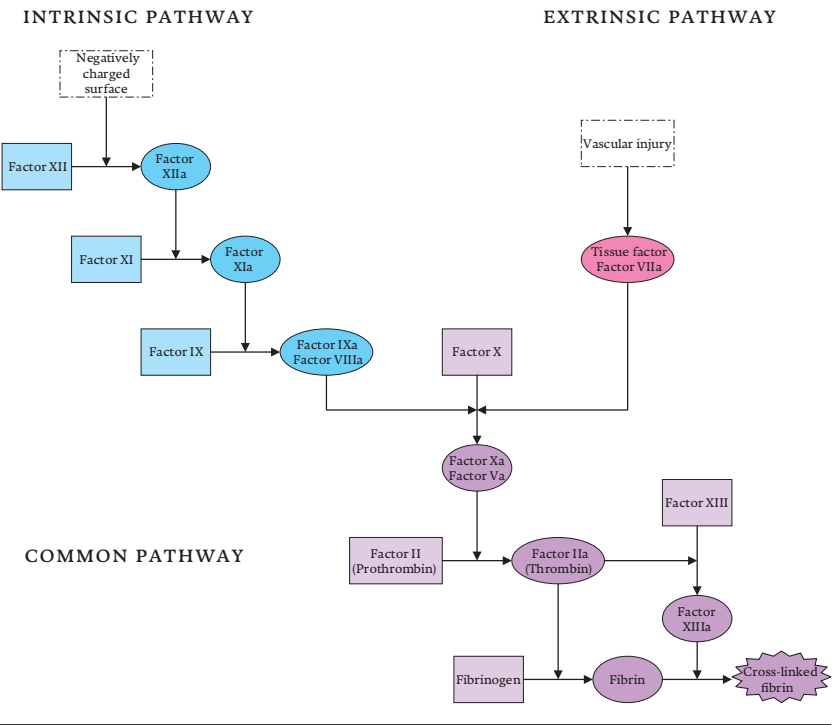 INTRINSIC PATHWAY
EXTRINSIC PATHWAY
Negatively
charged
surface
Vascular injury
Factor XII
Factor
XIIa
Factor XI
Factor
XIa
Tissue factor
Factor VIIa
Factor IX
Factor IXa
Factor VIIIa
Factor X
Factor Xa
Factor Va
Factor XIII
COMMON PATHWAY
Factor II
(Prothrombin)
Factor IIa
(Thrombin)
Factor
XIIIa
Fibrinogen
Fibrin
Cross-linked
fibrin